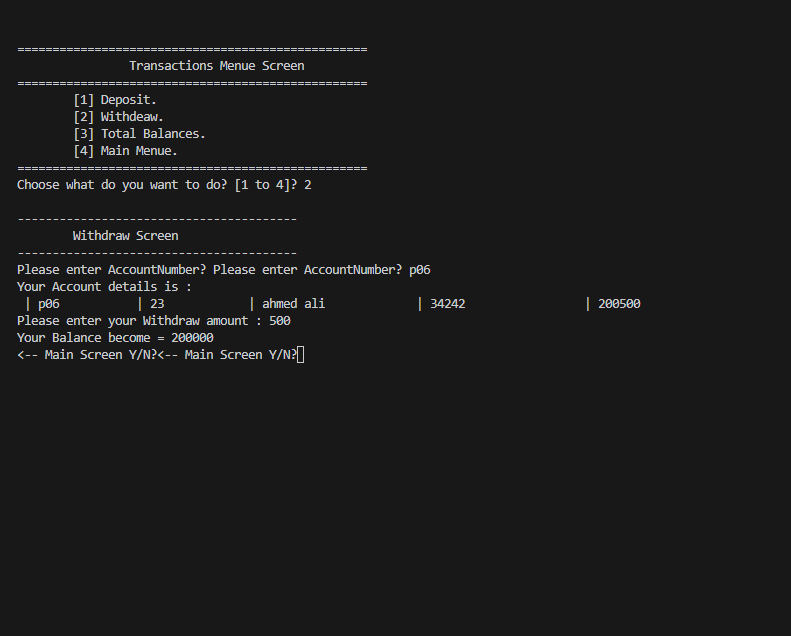 ==================================================
Transactions Menue Screen
==================================================
[1] Deposit.
[2] Withdeaw.
[3] Total Balances.
[4] Main Menue.
==================================================
Choose what do you want to do? [1 to 4]? 2
----------------------------------------
Withdraw Screen
----------------------------------------
Please enter AccountNumber? Please enter AccountNumber? p06
Your Account details is :
| p06 | 23 | ahmed ali | 34242 | 200500
Please enter your Withdraw amount : 500
Your Balance become = 200000
<-- Main Screen Y/N?<-- Main Screen Y/N?